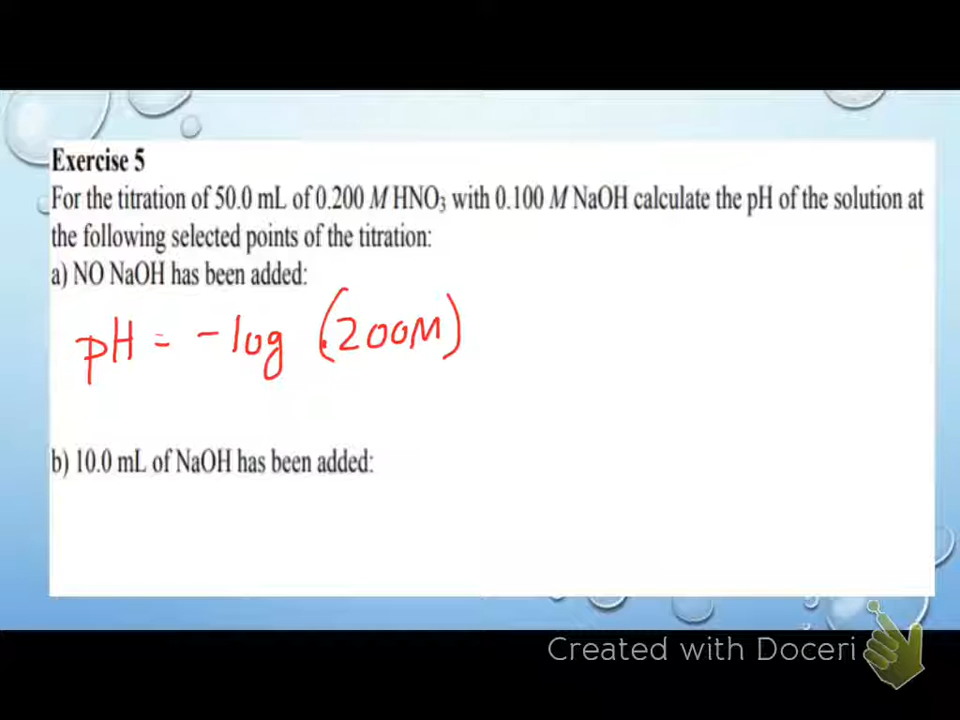 Exercise 5
For the titration of 50.0 mL of 0.200 M HNO₃ with 0.100 M NaOH calculate the pH of the solution at
the following selected points of the titration:
a) NO NaOH has been added:
pH = -log (.200M)
b) 10.0 mL of NaOH has been added:
Created with Doceri